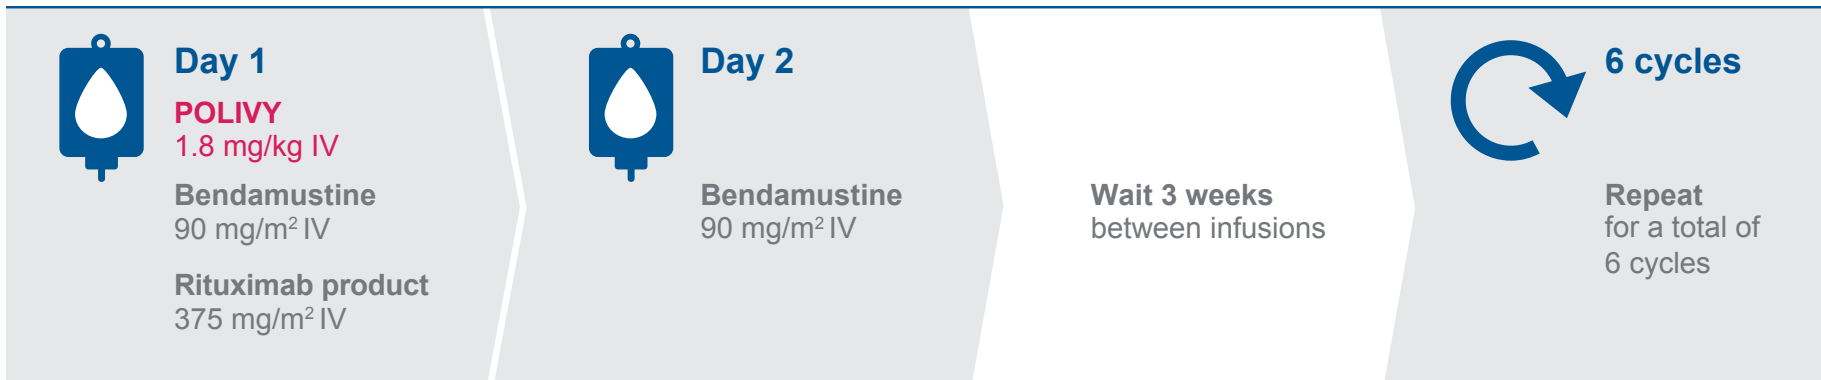 Day 1
POLIVY
1.8 mg/kg IV
Bendamustine
90 mg/m² IV
Rituximab product
375 mg/m² IV
Day 2
Bendamustine
90 mg/m² IV
Wait 3 weeks
between infusions
6 cycles
Repeat
for a total of
6 cycles